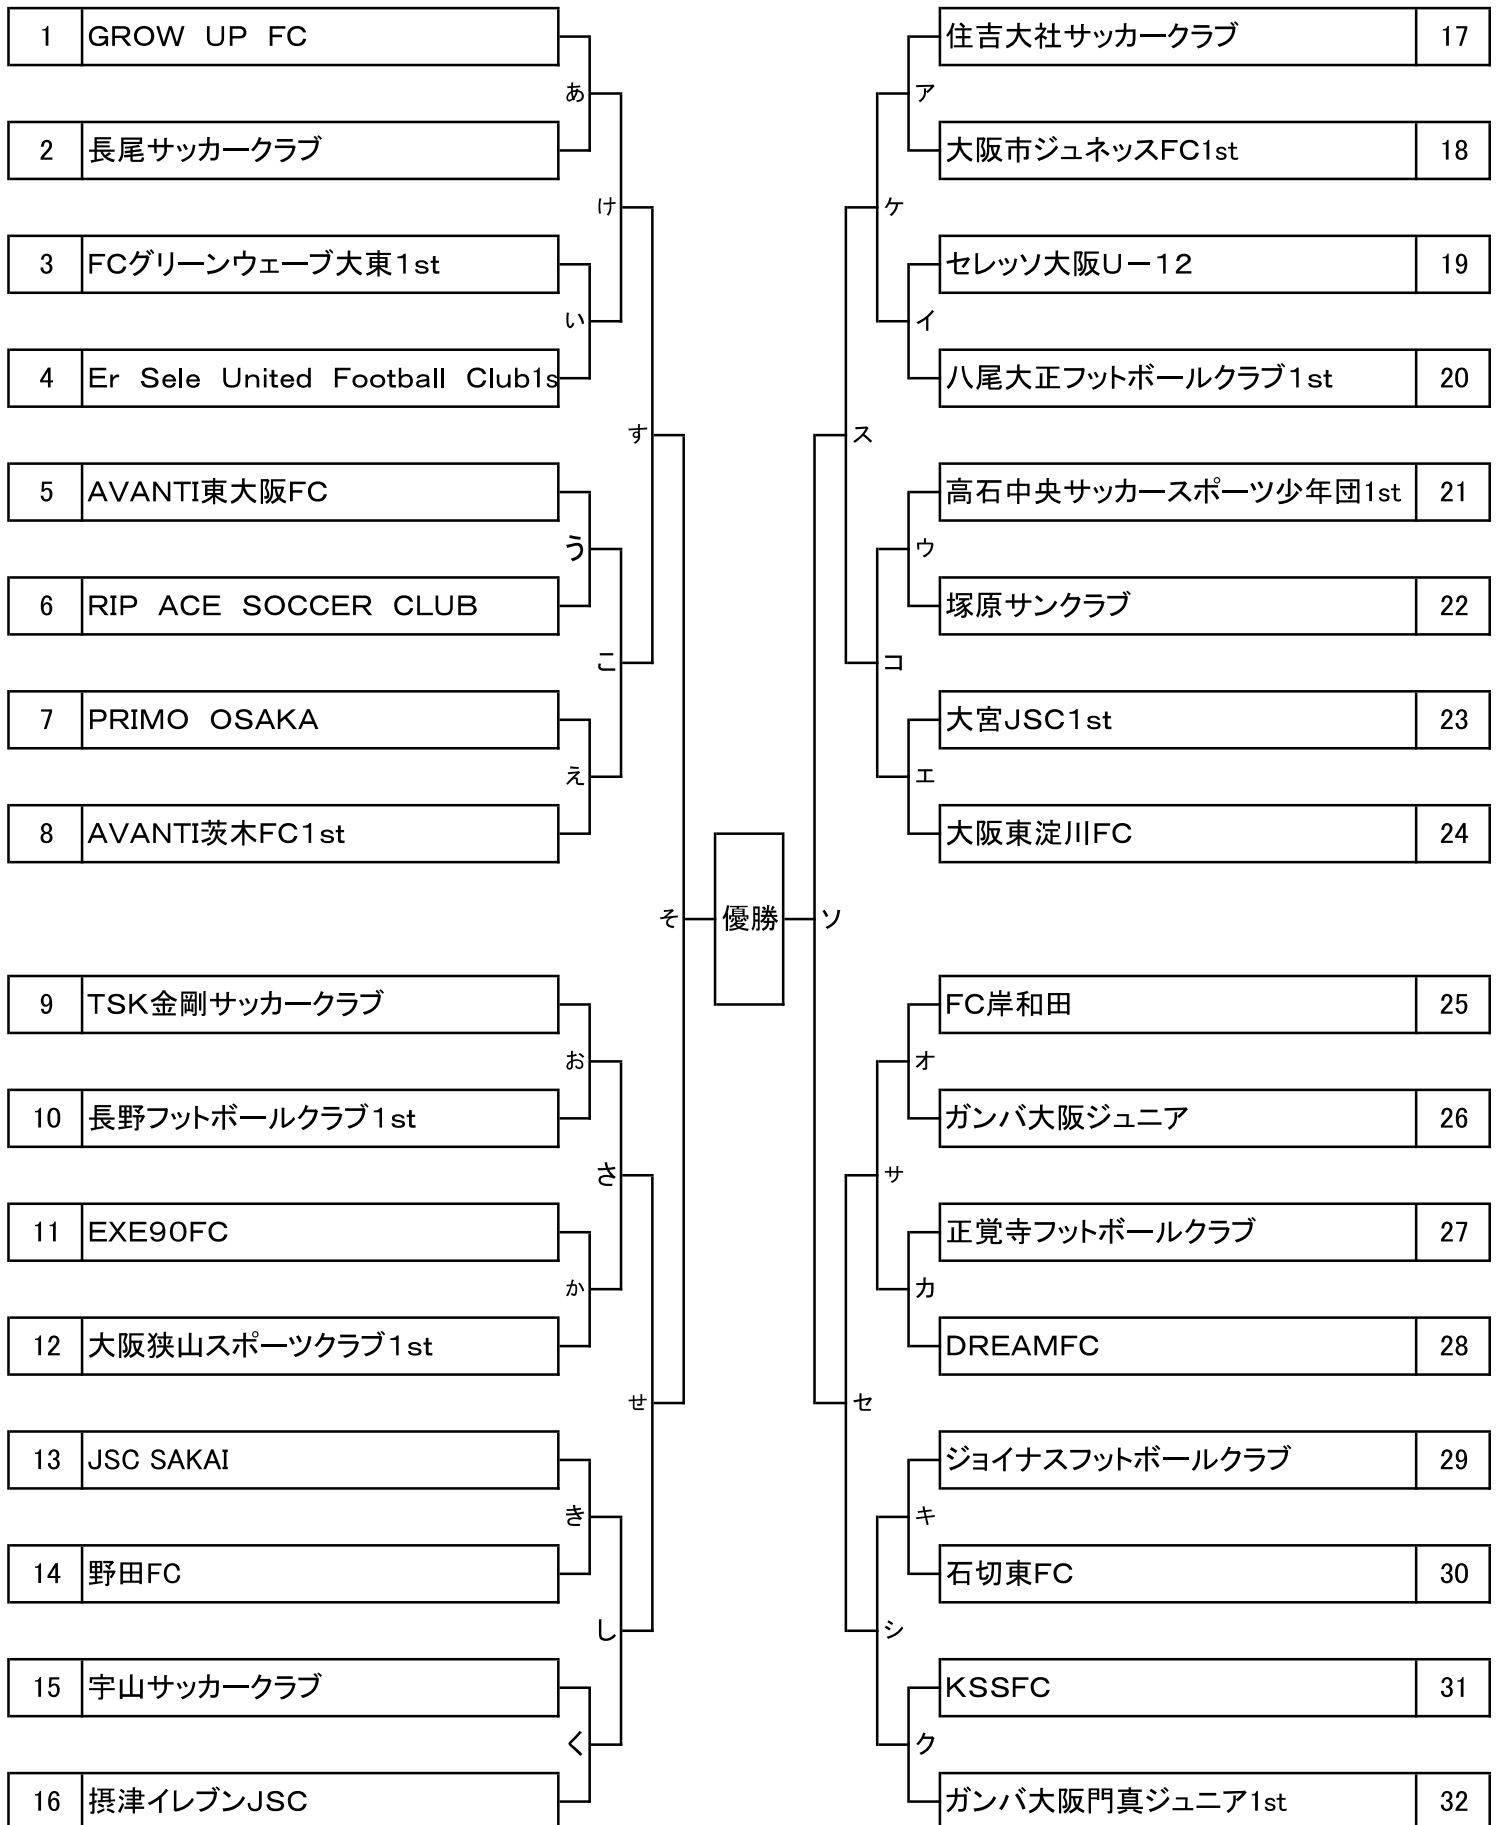 1 GROW UP FC
あ
2 長尾サッカークラブ
け
3 FCグリーンウェーブ大東1st
い
4 Er Sele United Football Club1s
す
5 AVANTI東大阪FC
う
6 RIP ACE SOCCER CLUB
こ
7 PRIMO OSAKA
え
8 AVANTI茨木FC1st
そ
9 TSK金剛サッカークラブ
お
10 長野フットボールクラブ1st
さ
11 EXE90FC
か
12 大阪狭山スポーツクラブ1st
せ
13 JSC SAKAI
き
14 野田FC
し
15 宇山サッカークラブ
く
16 摂津イレブンJSC
優勝
住吉大社サッカークラブ 17
ア
大阪市ジュネッスFC1st 18
ケ
セレッソ大阪U－12 19
イ
八尾大正フットボールクラブ1st 20
ス
高石中央サッカースポーツ少年団1st 21
ウ
塚原サンクラブ 22
コ
大宮JSC1st 23
エ
大阪東淀川FC 24
ソ
FC岸和田 25
オ
ガンバ大阪ジュニア 26
サ
正覚寺フットボールクラブ 27
カ
DREAMFC 28
セ
ジョイナスフットボールクラブ 29
キ
石切東FC 30
シ
KSSFC 31
ク
ガンバ大阪門真ジュニア1st 32